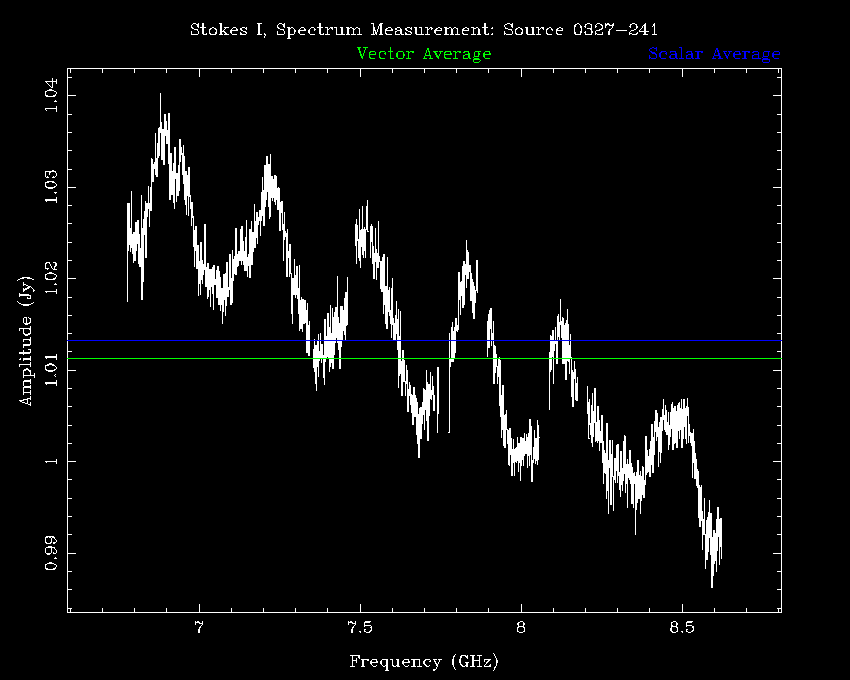 Stokes I, Spectrum Measurement: Source 0327-241
Vector Average Scalar Average
1.04
1.03
1.02
1.01
1
0.99
Amplitude (Jy)
7 7.5 8 8.5
Frequency (GHz)